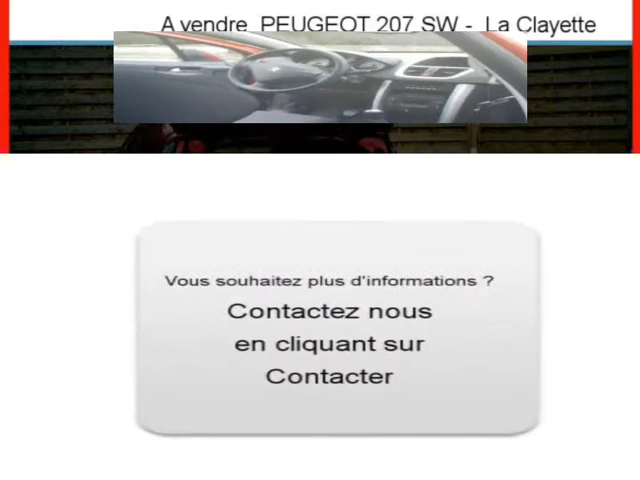 A vendre PEUGEOT 207 SW - La Clayette
Vous souhaitez plus d'informations ?
Contactez nous
en cliquant sur
Contacter